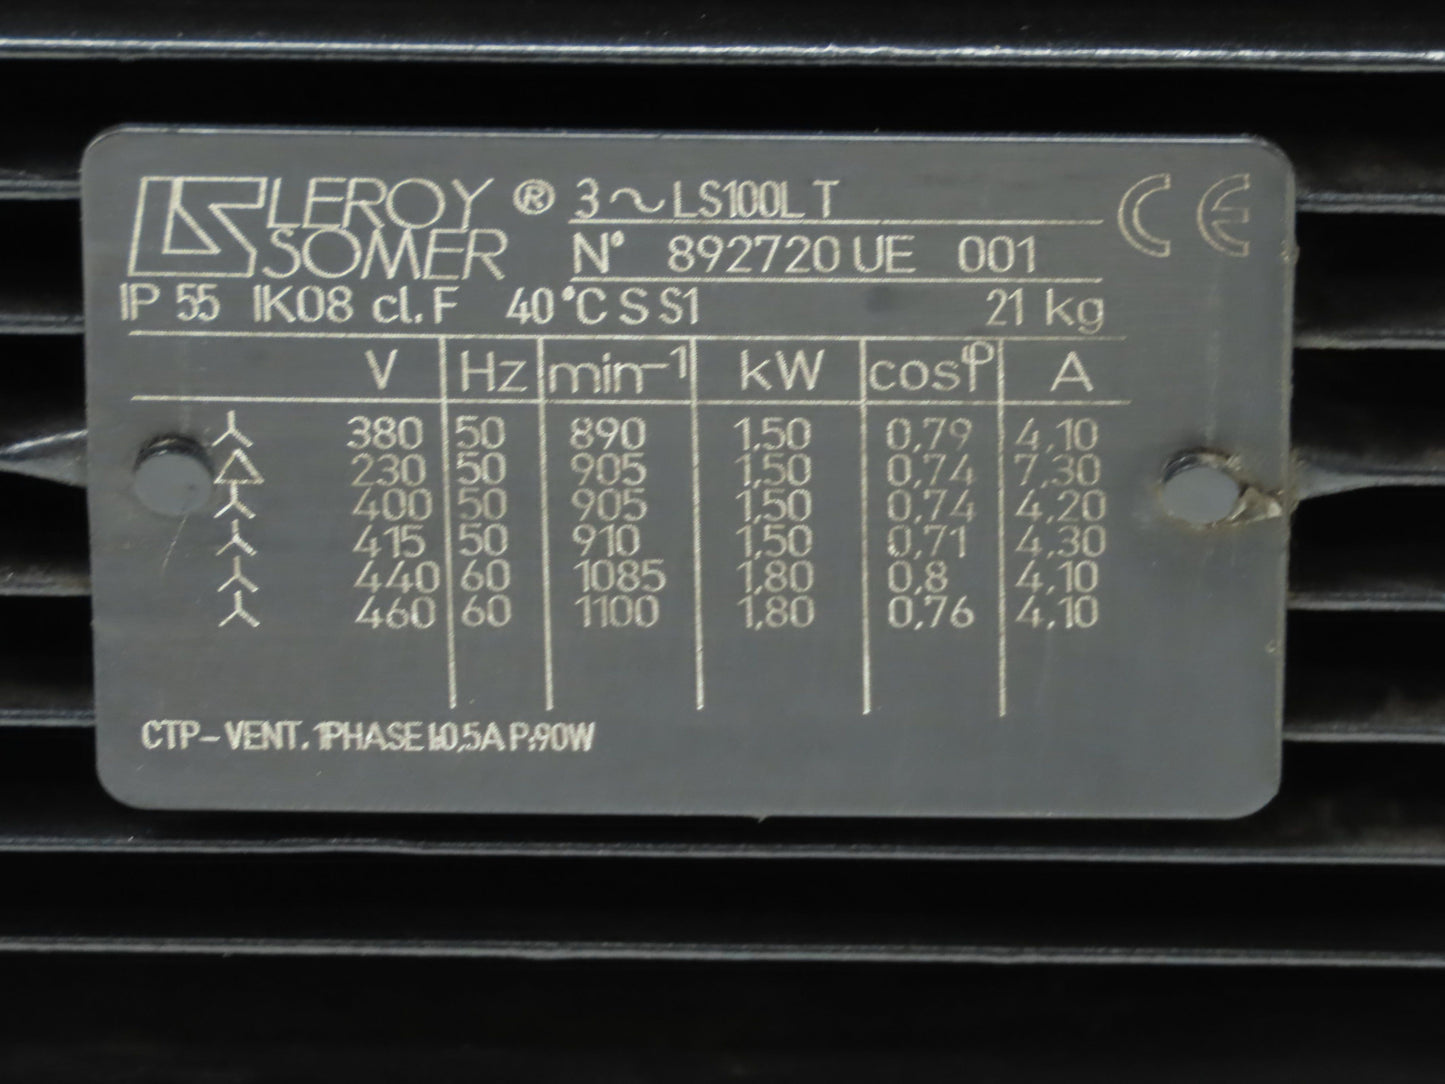 LEROY SOMER ® 3~ LS100L T
N° 892720 UE 001
IP 55 IK08 cl.F 40°C S S1 21 kg
V Hz min-1 kW cosφ A
380 50 890 1.50 0,79 4,10
230 50 905 1,50 0,74 7,30
400 50 905 1,50 0,74 4,20
415 50 910 1,50 0,71 4,30
440 60 1085 1,80 0,8 4,10
460 60 1100 1,80 0,76 4,10
CTP-VENT. 1PHASE I:0,5A P:90W
CE